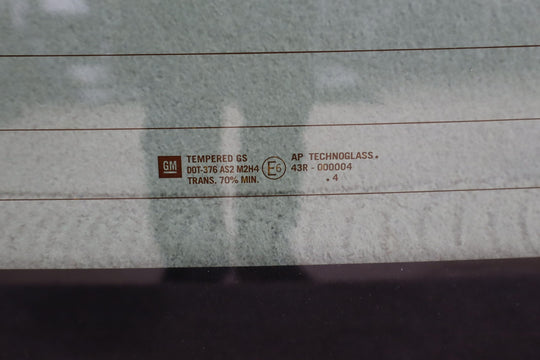 GM
TEMPERED GS
DOT-376 AS2 M2H4
TRANS. 70% MIN.
E6
AP TECHNOGLASS.
43R - 000004
.4